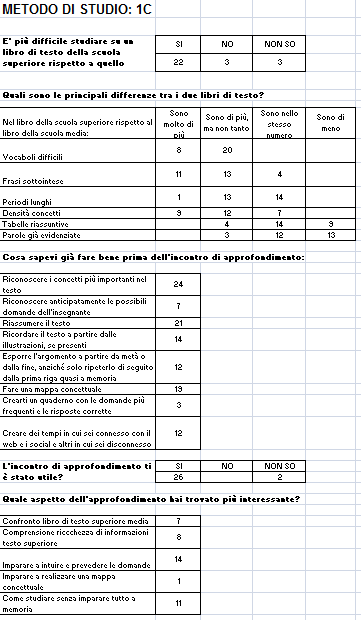 METODO DI STUDIO: 1C
E' più difficile studiare su un
libro di testo della scuola
superiore rispetto a quello
SI NO NON SO
22 3 3
Quali sono le principali differenze tra i due libri di testo?
Nel libro della scuola superiore rispetto al
libro della scuola media:
Sono
molto di
più
Sono di più,
ma non tanto
Sono nello
stesso
numero
Sono di
meno
Vocaboli difficili 8 20
Frasi sottointese 11 13 4
Periodi lunghi 1 13 14
Densità concetti 9 12 7
Tabelle riassuntive 4 14 9
Parole già evidenziate 3 12 13
Cosa sapevi già fare bene prima dell'incontro di approfondimento:
Riconoscere i concetti più importanti nel
testo 24
Riconoscere anticipatamente le possibili
domande dell'insegnante 7
Riassumere il testo 21
Ricordare il testo a partire dalle
illustrazioni, se presenti 14
Esporre l'argomento a partire da metà o
dalla fine, anziché solo ripeterlo di seguito
dalla prima riga quasi a memoria 12
Fare una mappa concettuale 19
Crearti un quaderno con le domande più
frequenti e le risposte corrette 3
Creare dei tempi in cui sei connesso con il
web e i social e altri in cui sei disconnesso 12
L'incontro di approfondimento ti
è stato utile?
SI NO NON SO
26 2
Quale aspetto dell'approfondimento hai trovato più interessante?
Confronto libro di testo superiore media 7
Comprensione riccchezza di informazioni
testo superiore 8
Imparare a intuire e prevedere le domande 14
Imparare a realizzare una mappa
concettuale 1
Come studiare senza imparare tutto a
memoria 11